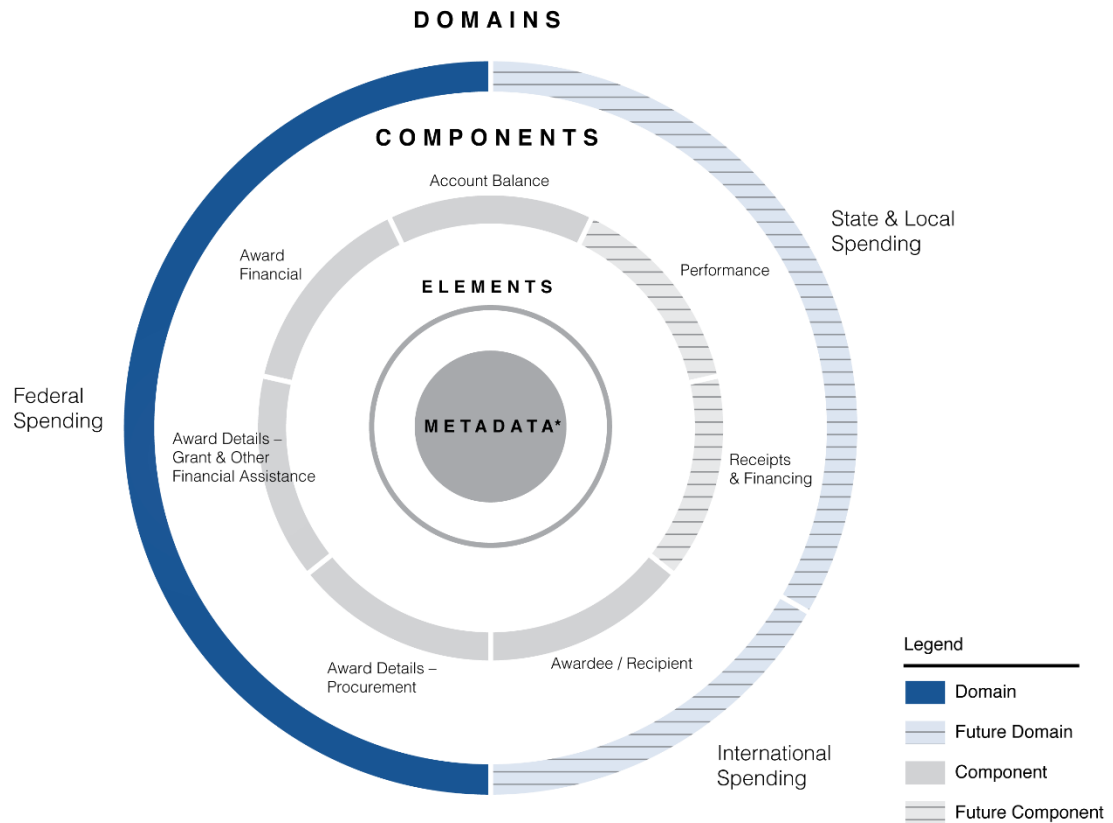 DOMAINS
COMPONENTS
Account Balance
State & Local
Spending
Award
Financial
Performance
ELEMENTS
Federal
Spending
METADATA*
Award Details –
Grant & Other
Financial Assistance
Receipts
& Financing
Award Details –
Procurement
Awardee / Recipient
International
Spending
Legend
Domain
Future Domain
Component
Future Component